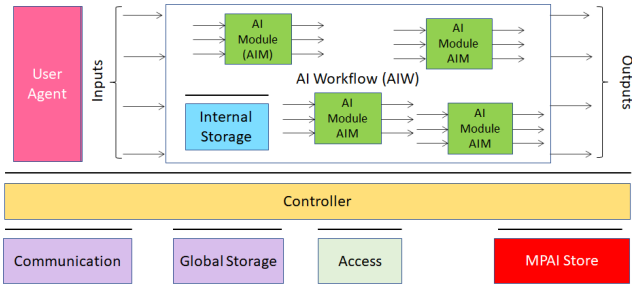 User
Agent
Inputs
AI
Module
(AIM)
AI
Module
AIM
AI Workflow (AIW)
Internal
Storage
AI
Module
AIM
AI
Module
AIM
Outputs
Controller
Communication
Global Storage
Access
MPAI Store